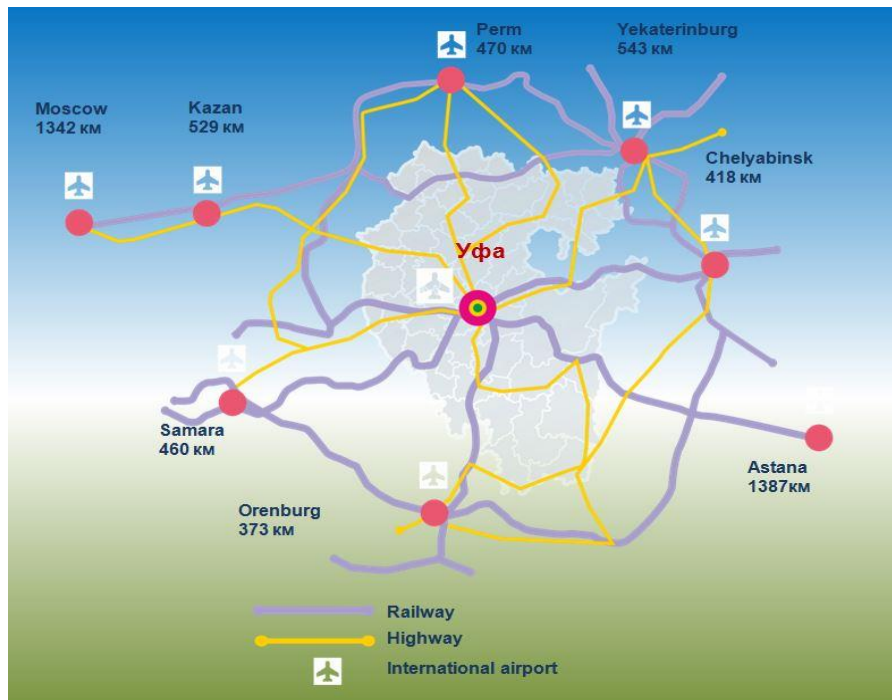 Perm
470 км
Yekaterinburg
543 км
Moscow
1342 км
Kazan
529 км
Chelyabinsk
418 км
Уфа
Samara
460 км
Astana
1387км
Orenburg
373 км
Railway
Highway
International airport